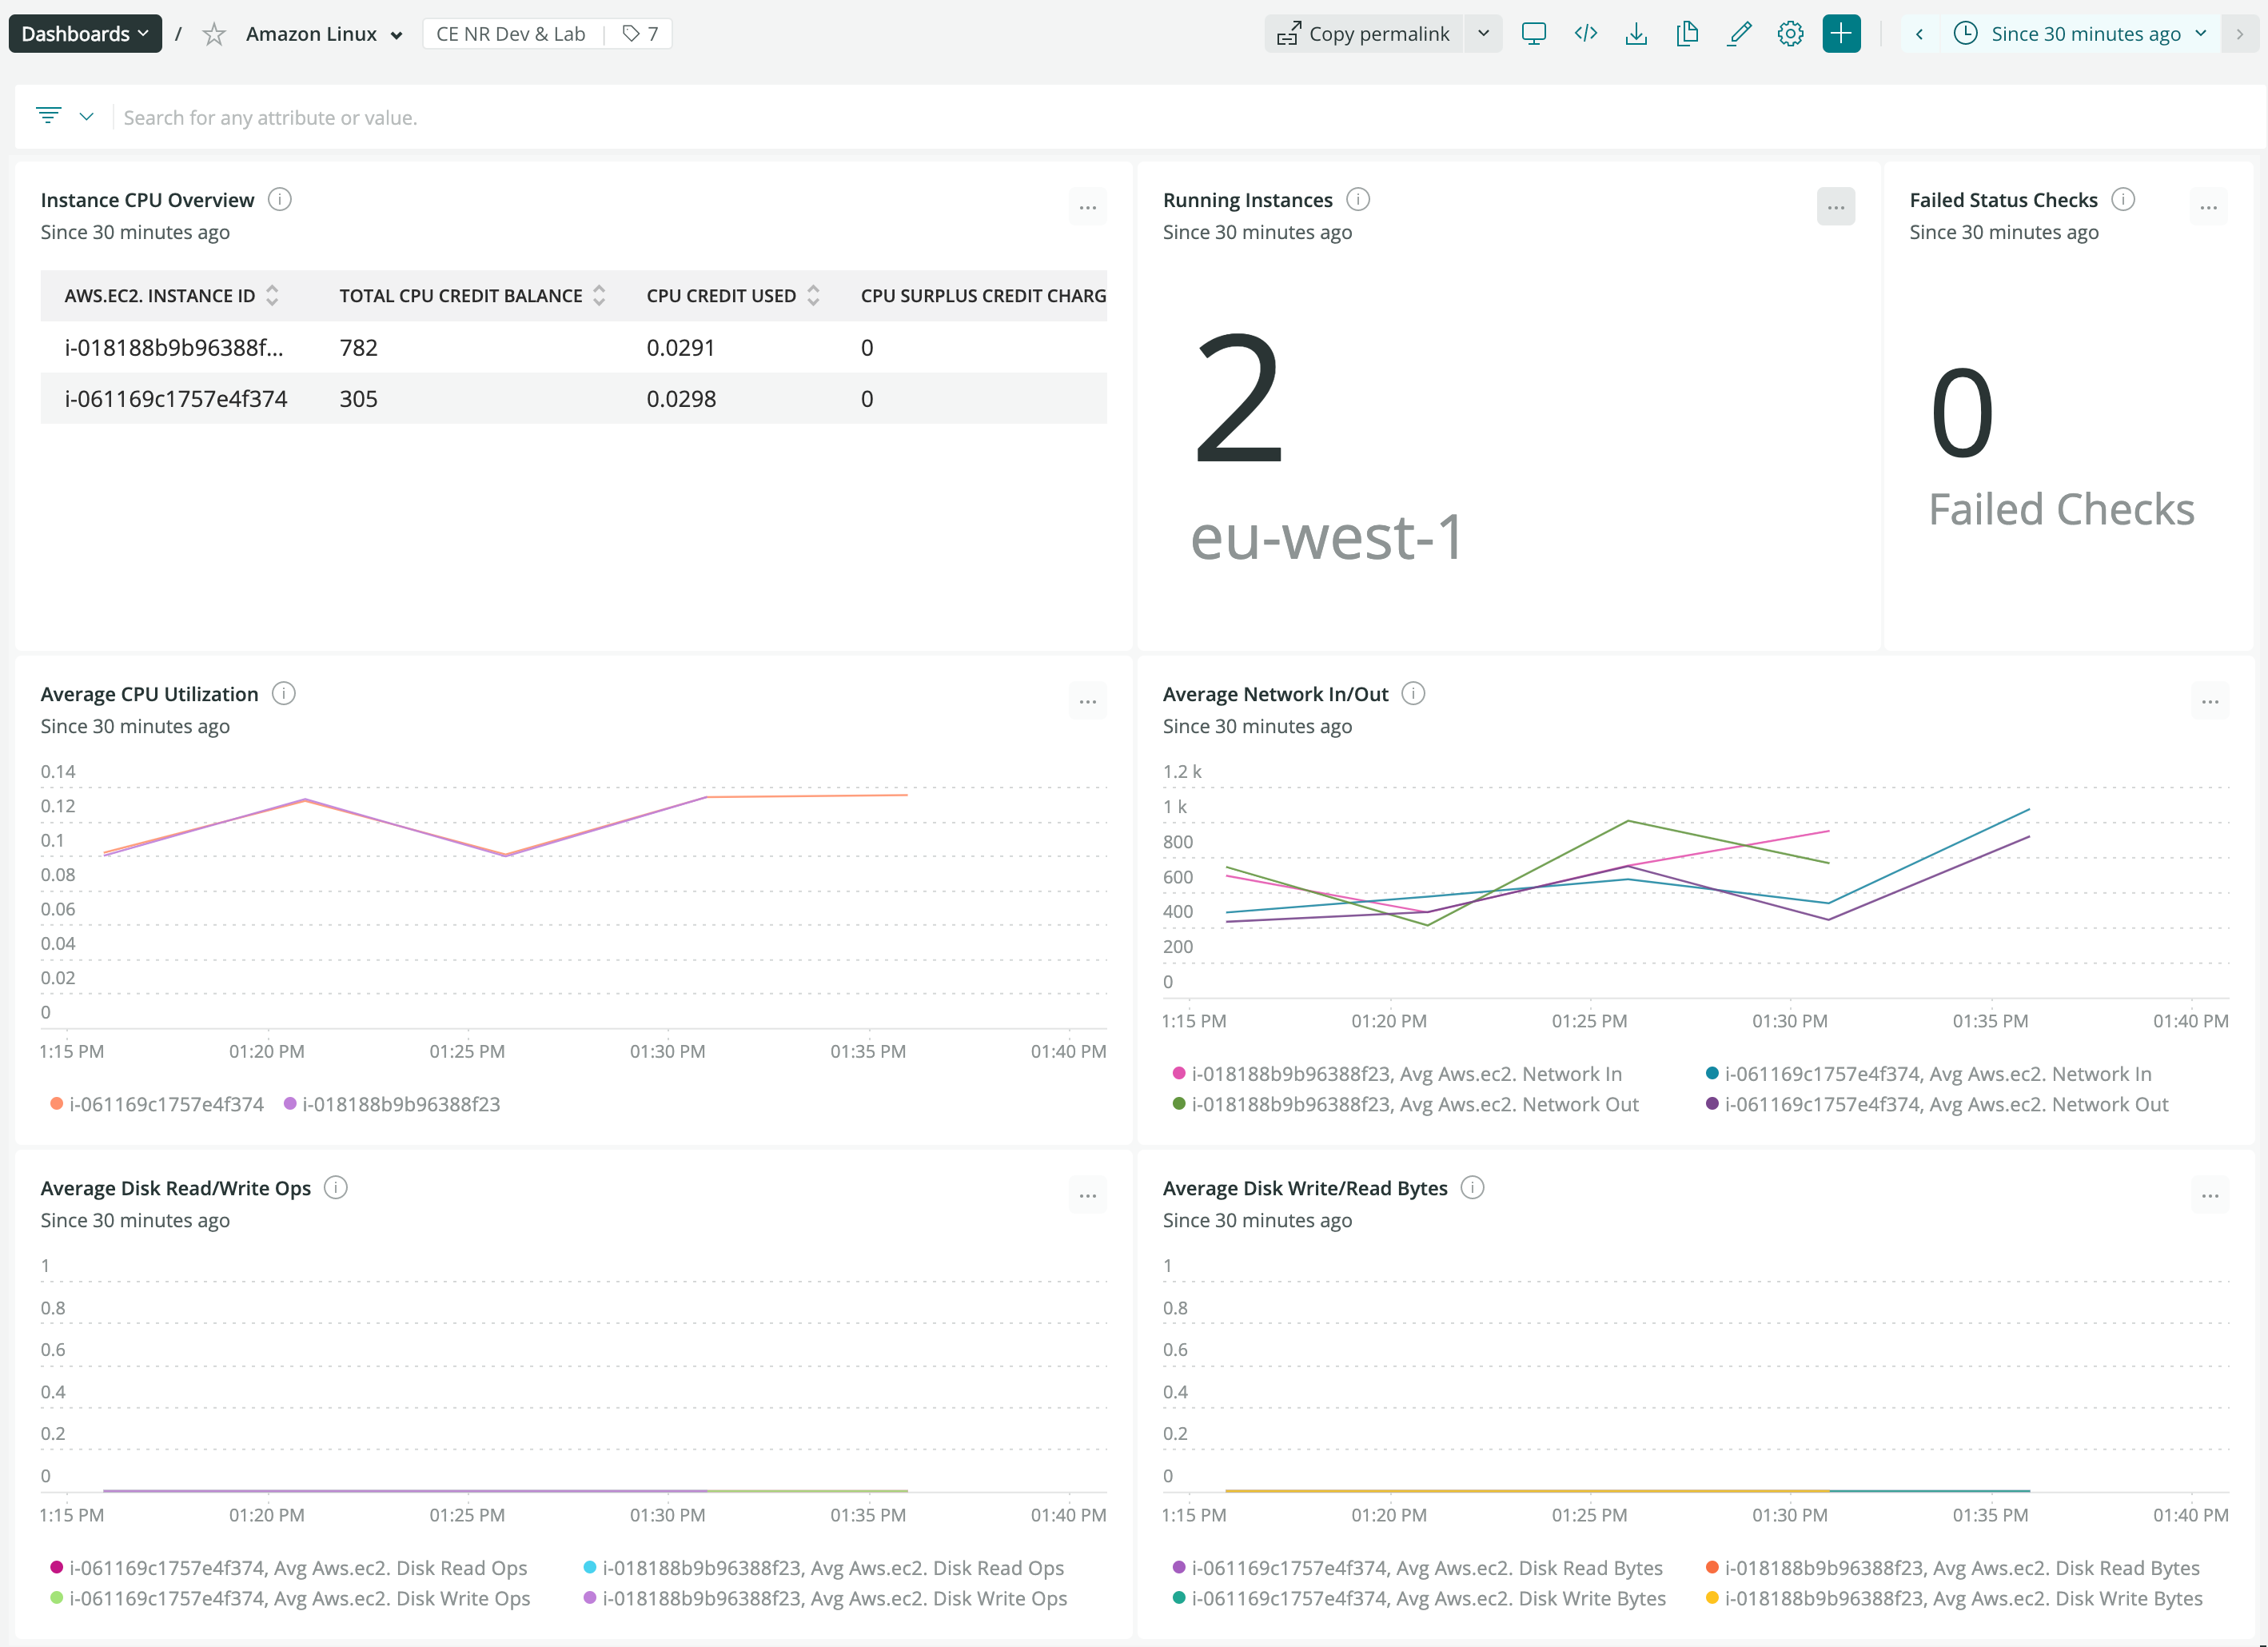 Dashboards / Amazon Linux CE NR Dev & Lab 7 Copy permalink Since 30 minutes ago
Search for any attribute or value.
Instance CPU Overview
Since 30 minutes ago
AWS.EC2. INSTANCE ID TOTAL CPU CREDIT BALANCE CPU CREDIT USED CPU SURPLUS CREDIT CHARG
i-018188b9b96388f... 782 0.0291 0
i-061169c1757e4f374 305 0.0298 0
Running Instances
Since 30 minutes ago
2
eu-west-1
Failed Status Checks
Since 30 minutes ago
0
Failed Checks
Average CPU Utilization
Since 30 minutes ago
0.14
0.12
0.1
0.08
0.06
0.04
0.02
0
1:15 PM 01:20 PM 01:25 PM 01:30 PM 01:35 PM 01:40 PM
i-061169c1757e4f374 i-018188b9b96388f23
Average Network In/Out
Since 30 minutes ago
1.2 k
1 k
800
600
400
200
0
1:15 PM 01:20 PM 01:25 PM 01:30 PM 01:35 PM 01:40 PM
i-018188b9b96388f23, Avg Aws.ec2. Network In i-061169c1757e4f374, Avg Aws.ec2. Network In
i-018188b9b96388f23, Avg Aws.ec2. Network Out i-061169c1757e4f374, Avg Aws.ec2. Network Out
Average Disk Read/Write Ops
Since 30 minutes ago
1
0.8
0.6
0.4
0.2
0
1:15 PM 01:20 PM 01:25 PM 01:30 PM 01:35 PM 01:40 PM
i-061169c1757e4f374, Avg Aws.ec2. Disk Read Ops i-018188b9b96388f23, Avg Aws.ec2. Disk Read Ops
i-061169c1757e4f374, Avg Aws.ec2. Disk Write Ops i-018188b9b96388f23, Avg Aws.ec2. Disk Write Ops
Average Disk Write/Read Bytes
Since 30 minutes ago
1
0.8
0.6
0.4
0.2
0
1:15 PM 01:20 PM 01:25 PM 01:30 PM 01:35 PM 01:40 PM
i-061169c1757e4f374, Avg Aws.ec2. Disk Read Bytes i-018188b9b96388f23, Avg Aws.ec2. Disk Read Bytes
i-061169c1757e4f374, Avg Aws.ec2. Disk Write Bytes i-018188b9b96388f23, Avg Aws.ec2. Disk Write Bytes